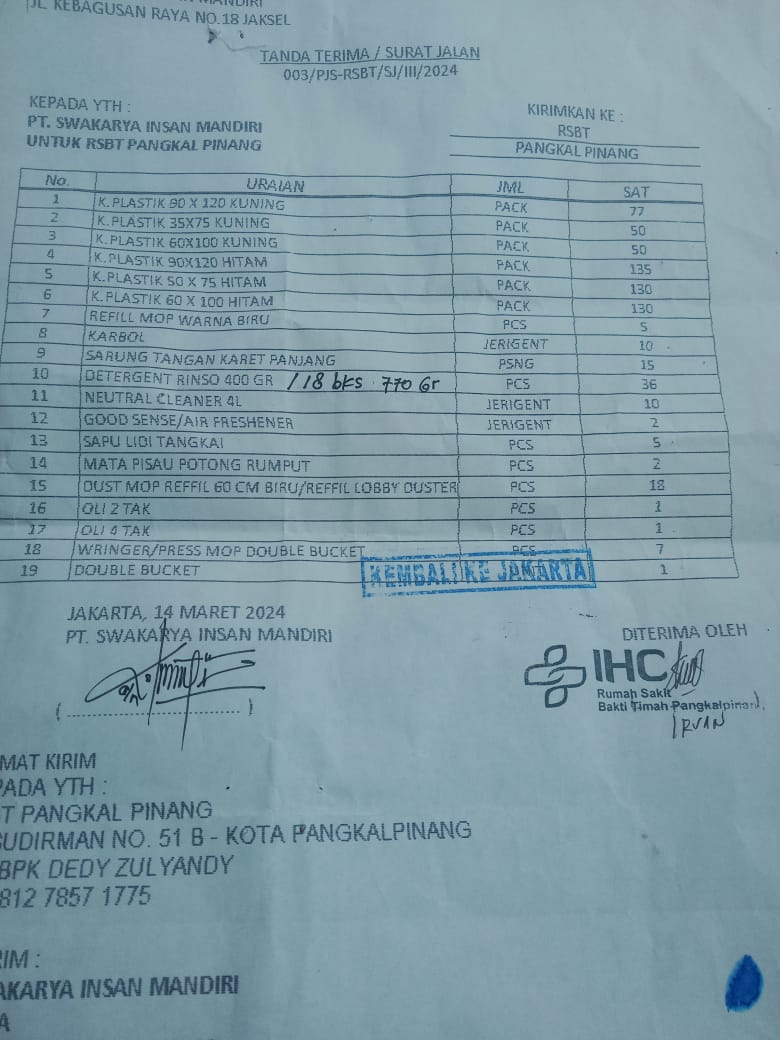 JL. KEBAGUSAN RAYA NO.18 JAKSEL
TANDA TERIMA / SURAT JALAN
003/PJS-RSBT/SJ/III/2024
KEPADA YTH :
PT. SWAKARYA INSAN MANDIRI
UNTUK RSBT PANGKAL PINANG
KIRIMKAN KE :
RSBT
PANGKAL PINANG
No. URAIAN JML SAT
1 K.PLASTIK 90 X 120 KUNING PACK 77
2 K.PLASTIK 35X75 KUNING PACK 50
3 K.PLASTIK 60X100 KUNING PACK 50
4 K.PLASTIK 90X120 HITAM PACK 135
5 K.PLASTIK 50 X 75 HITAM PACK 130
6 K.PLASTIK 60 X 100 HITAM PACK 130
7 REFILL MOP WARNA BIRU PCS 5
8 KARBOL JERIGENT 10
9 SARUNG TANGAN KARET PANJANG PSNG 15
10 DETERGENT RINSO 400 GR / 18 bks 770 Gr PCS 36
11 NEUTRAL CLEANER 4L JERIGENT 10
12 GOOD SENSE/AIR FRESHENER JERIGENT 2
13 SAPU LIDI TANGKAI PCS 5
14 MATA PISAU POTONG RUMPUT PCS 2
15 DUST MOP REFFIL 60 CM BIRU/REFFIL LOBBY DUSTER PCS 18
16 OLI 2 TAK PCS 1
17 OLI 4 TAK PCS 1
18 WRINGER/PRESS MOP DOUBLE BUCKET PCS 7
19 DOUBLE BUCKET 1
KEMBALI KE JAKARTA
JAKARTA, 14 MARET 2024
PT. SWAKARYA INSAN MANDIRI
DITERIMA OLEH
IHC
Rumah Sakit
Bakti Timah Pangkalpinang
IRVAN
MAT KIRIM
PADA YTH :
T PANGKAL PINANG
SUDIRMAN NO. 51 B - KOTA PANGKALPINANG
BPK DEDY ZULYANDY
812 7857 1775
RIM :
AKARYA INSAN MANDIRI
A